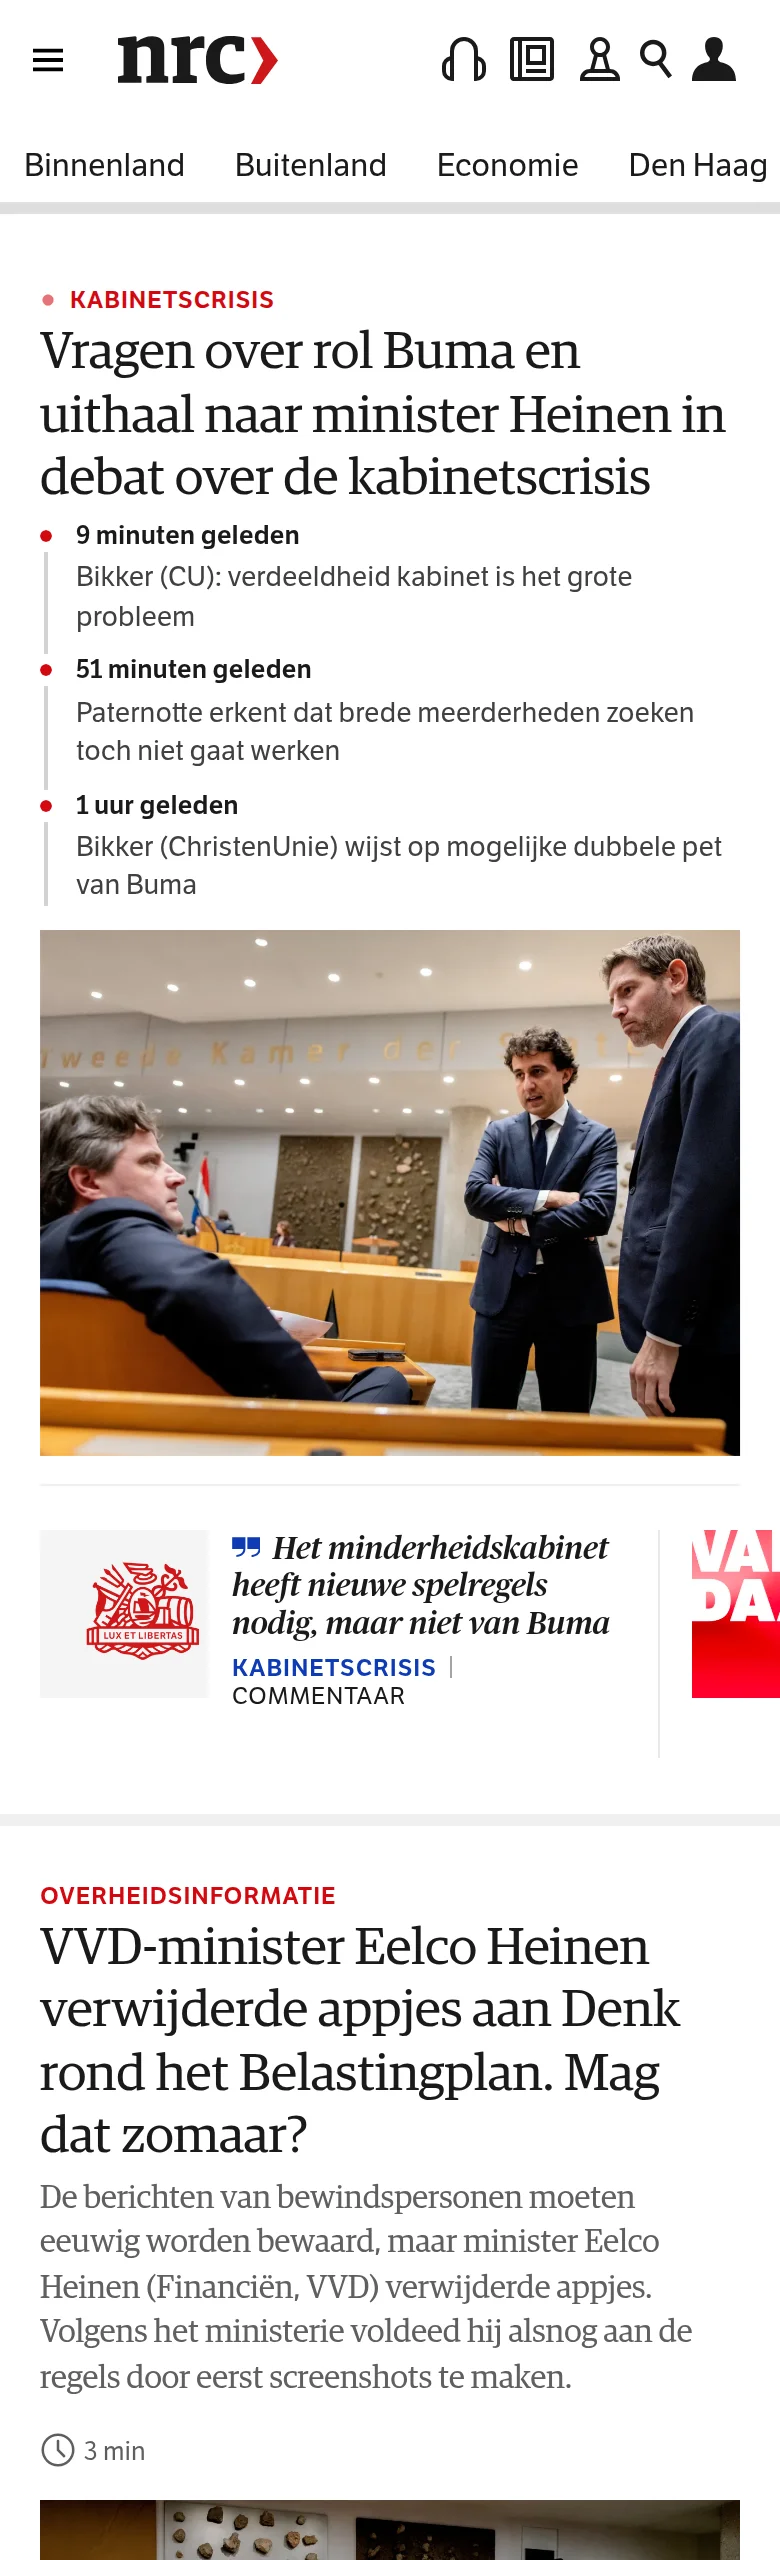 nrc
Binnenland Buitenland Economie Den Haag
KABINETSCRISIS
Vragen over rol Buma en
uithaal naar minister Heinen in
debat over de kabinetscrisis
9 minuten geleden
Bikker (CU): verdeeldheid kabinet is het grote
probleem
51 minuten geleden
Paternotte erkent dat brede meerderheden zoeken
toch niet gaat werken
1 uur geleden
Bikker (ChristenUnie) wijst op mogelijke dubbele pet
van Buma
Tweede Kamer der State
LUX ET LIBERTAS
Het minderheidskabinet
heeft nieuwe spelregels
nodig, maar niet van Buma
KABINETSCRISIS |
COMMENTAAR
VA
DA
OVERHEIDSINFORMATIE
VVD-minister Eelco Heinen
verwijderde appjes aan Denk
rond het Belastingplan. Mag
dat zomaar?
De berichten van bewindspersonen moeten
eeuwig worden bewaard, maar minister Eelco
Heinen (Financiën, VVD) verwijderde appjes.
Volgens het ministerie voldeed hij alsnog aan de
regels door eerst screenshots te maken.
3 min